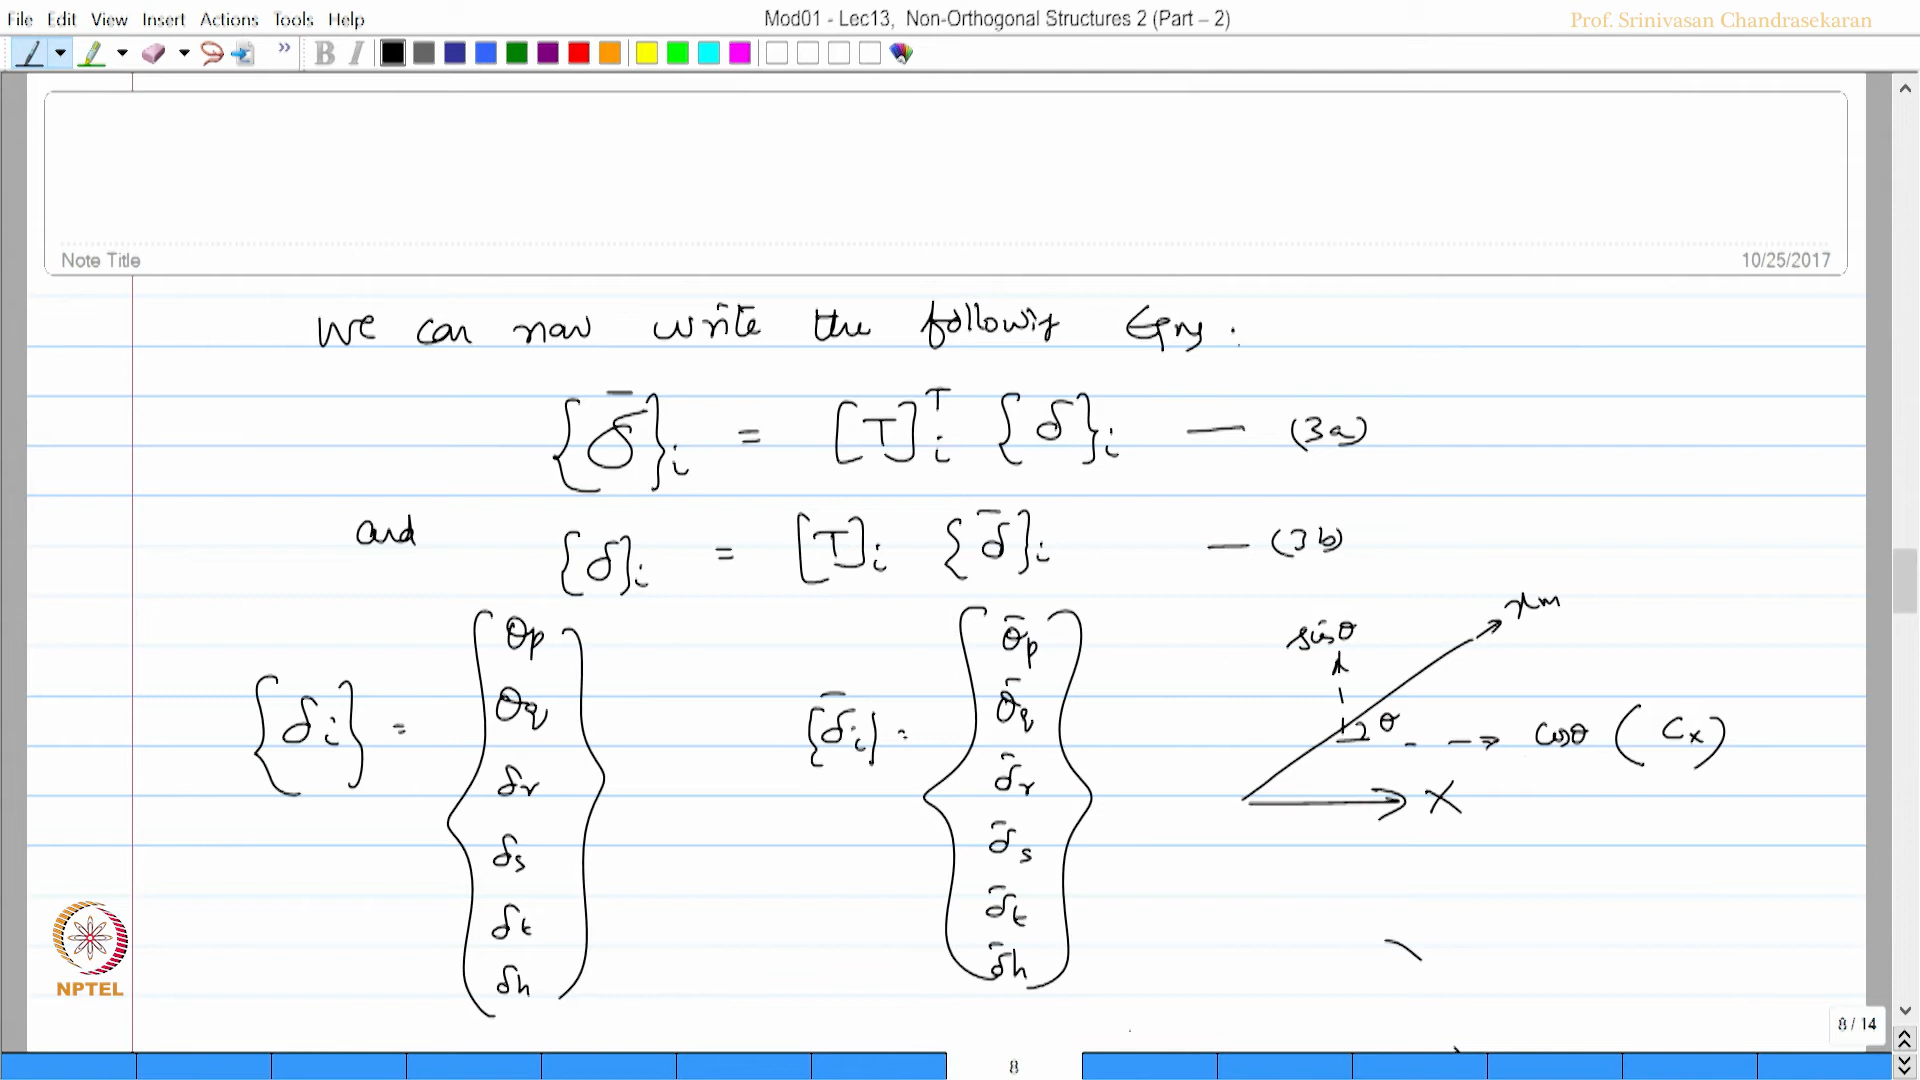 File Edit View Insert Actions Tools Help
Mod01 - Lec13, Non-Orthogonal Structures 2 (Part – 2)
Prof. Srinivasan Chandrasekaran
B I
Note Title
10/25/2017
We can now write the following Eqns.
{δ̄}i = [T]iᵀ {δ}i — (3a)
and {δ}i = [T]i {δ̄}i — (3b)
{δi} = { θp θq δr δs δt δh }
{δ̄i} = { θ̄p θ̄q δ̄r δ̄s δ̄t δ̄h }
xm
sinθ
θ
cosθ (Cx)
X
NPTEL
8 / 14
8